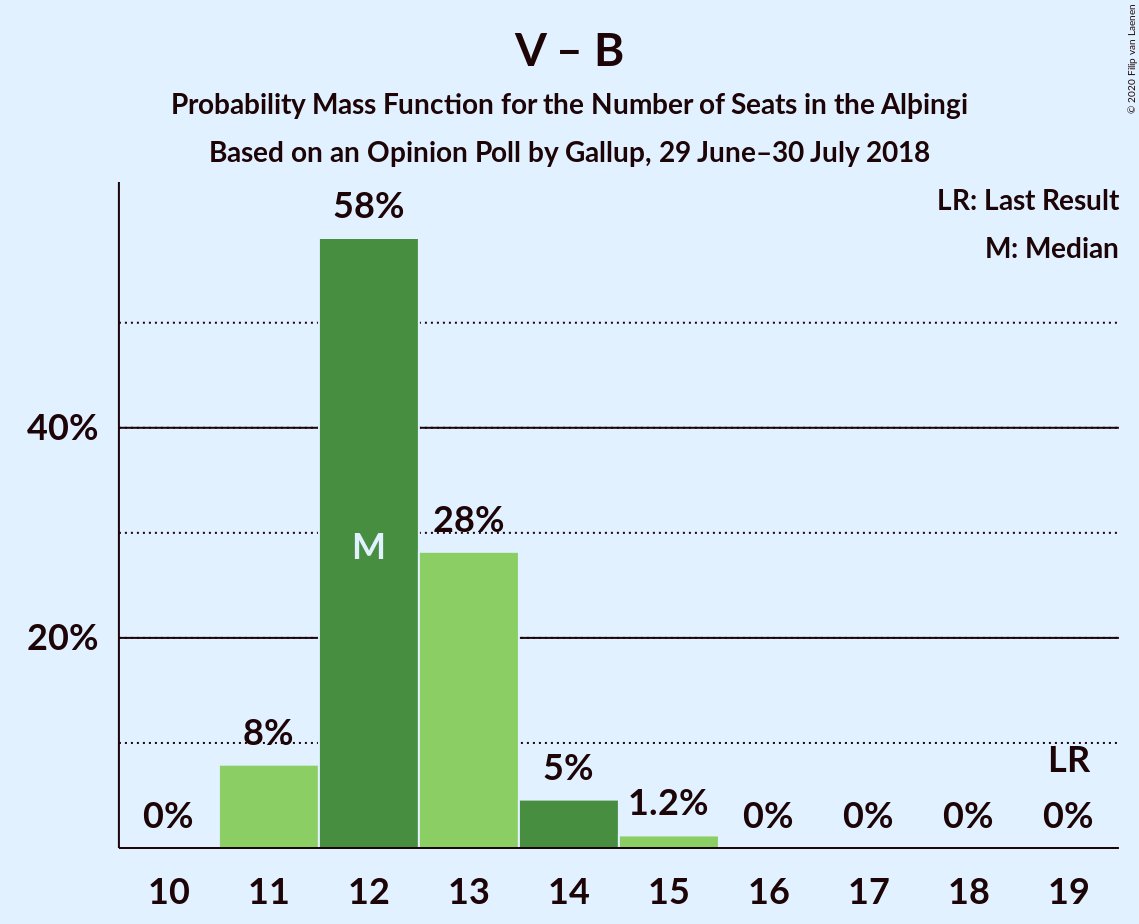 V – B
Probability Mass Function for the Number of Seats in the Alþingi
Based on an Opinion Poll by Gallup, 29 June–30 July 2018
© 2020 Filip van Laenen
LR: Last Result
M: Median
58%
40%
28%
M
20%
8%
5%
LR
1.2%
0%
0%
0%
0%
0%
10 11 12 13 14 15 16 17 18 19